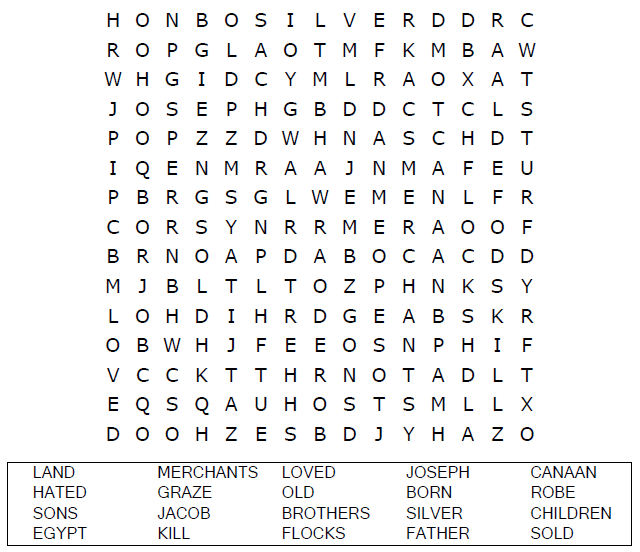 H O N B O S I L V E R D D R C
R O P G L A O T M F K M B A W
W H G I D C Y M L R A O X A T
J O S E P H G B D D C T C L S
P O P Z Z D W H N A S C H D T
I Q E N M R A A J N M A F E U
P B R G S G L W E M E N L F R
C O R S Y N R R M E R A O O F
B R N O A P D A B O C A C D D
M J B L T L T O Z P H N K S Y
L O H D I H R D G E A B S K R
O B W H J F E E O S N P H I F
V C C K T T H R N O T A D L T
E Q S Q A U H O S T S M L L X
D O O H Z E S B D J Y H A Z O
LAND MERCHANTS LOVED JOSEPH CANAAN
HATED GRAZE OLD BORN ROBE
SONS JACOB BROTHERS SILVER CHILDREN
EGYPT KILL FLOCKS FATHER SOLD